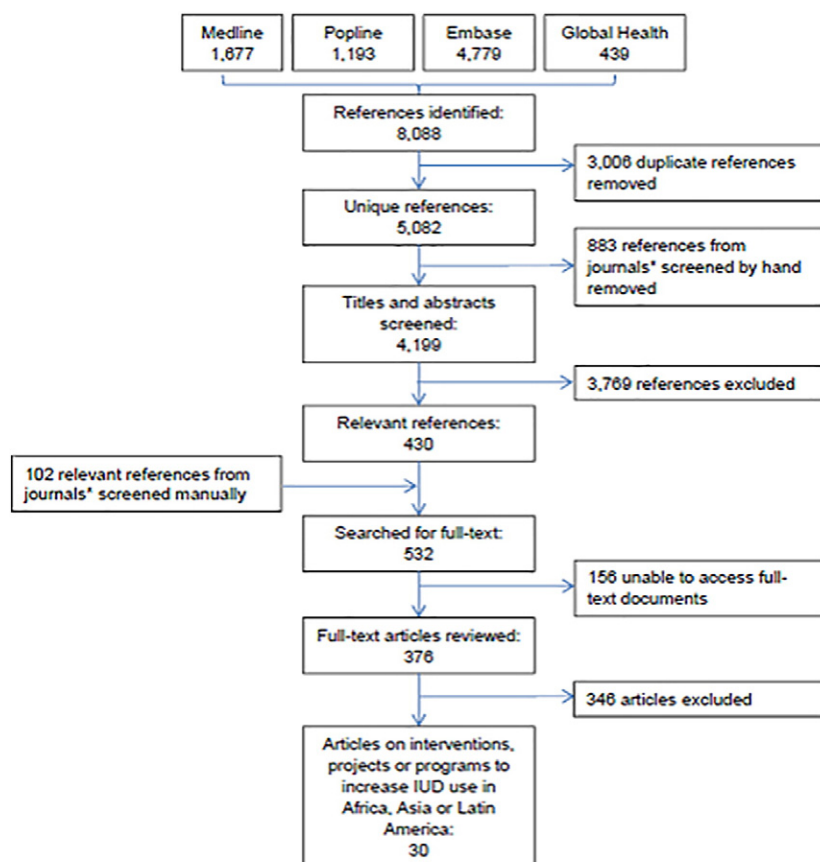 Medline
1,677
Popline
1,193
Embase
4,779
Global Health
439
References identified:
8,088
3,006 duplicate references
removed
Unique references:
5,082
883 references from
journals* screened by hand
removed
Titles and abstracts
screened:
4,199
3,769 references excluded
Relevant references:
430
102 relevant references from
journals* screened manually
Searched for full-text:
532
156 unable to access full-
text documents
Full-text articles reviewed:
376
346 articles excluded
Articles on interventions,
projects or programs to
increase IUD use in
Africa, Asia or Latin
America:
30